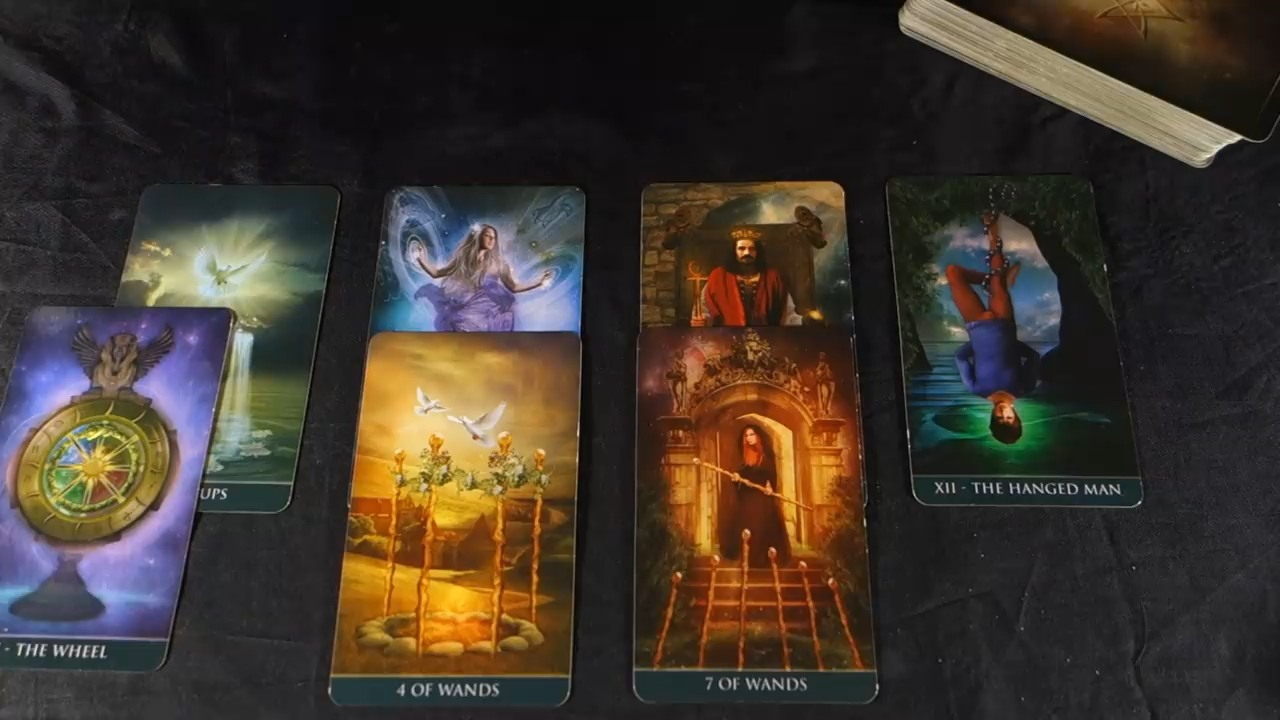 UPS
XII - THE HANGED MAN
- THE WHEEL
4 OF WANDS
7 OF WANDS